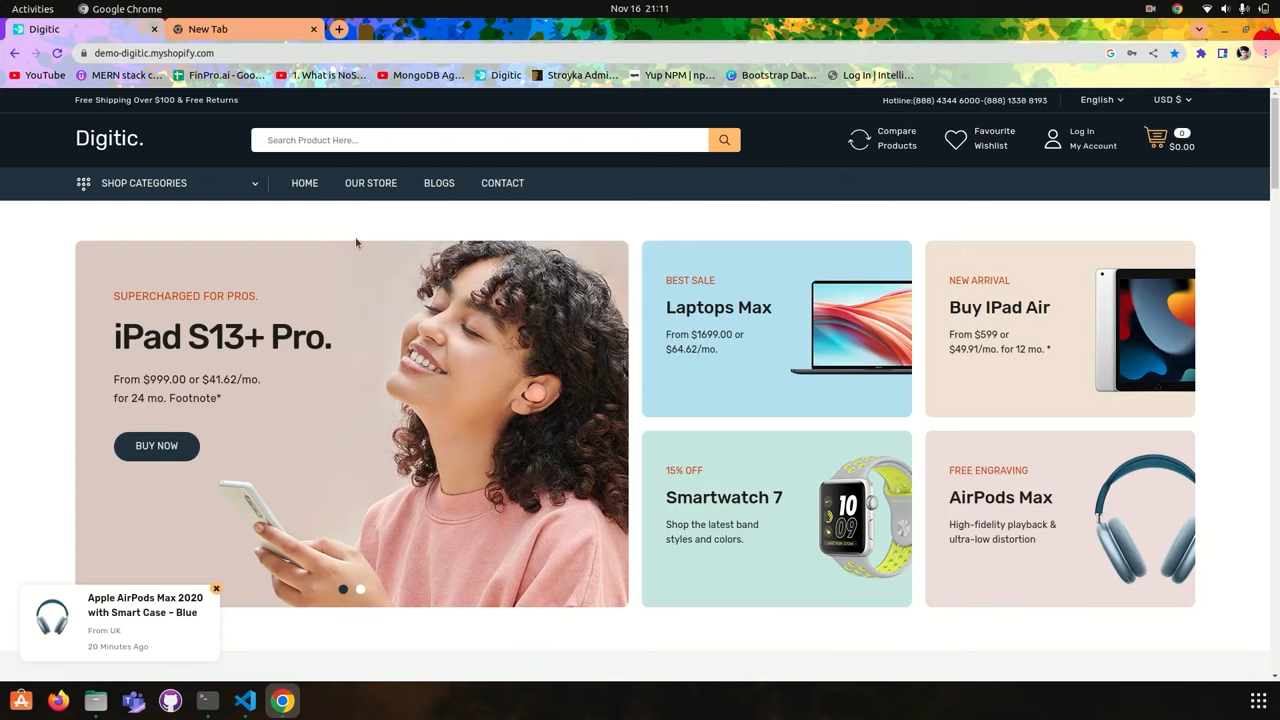 Activities
Google Chrome
Nov 16 21:11
Digitic
New Tab
demo-digitic.myshopify.com
YouTube
MERN stack c...
FinPro.ai - Goo...
1. What is NoS...
MongoDB Ag...
Digitic
Stroyka Admi...
Yup NPM | np...
Bootstrap Dat...
Log In | Intelli...
Free Shipping Over $100 & Free Returns
Hotline:(888) 4344 6000-(888) 1338 8193
English
USD $
Digitic.
Search Product Here...
Compare
Products
Favourite
Wishlist
Log In
My Account
0
$0.00
SHOP CATEGORIES
HOME
OUR STORE
BLOGS
CONTACT
SUPERCHARGED FOR PROS.
iPad S13+ Pro.
From $999.00 or $41.62/mo.
for 24 mo. Footnote*
BUY NOW
BEST SALE
Laptops Max
From $1699.00 or
$64.62/mo.
NEW ARRIVAL
Buy IPad Air
From $599 or
$49.91/mo. for 12 mo. *
15% OFF
Smartwatch 7
Shop the latest band
styles and colors.
10
09
FREE ENGRAVING
AirPods Max
High-fidelity playback &
ultra-low distortion
Apple AirPods Max 2020
with Smart Case – Blue
From UK
20 Minutes Ago